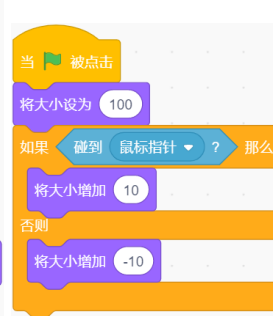 当 被点击
将大小设为 100
如果 碰到 鼠标指针 ? 那么
将大小增加 10
否则
将大小增加 -10